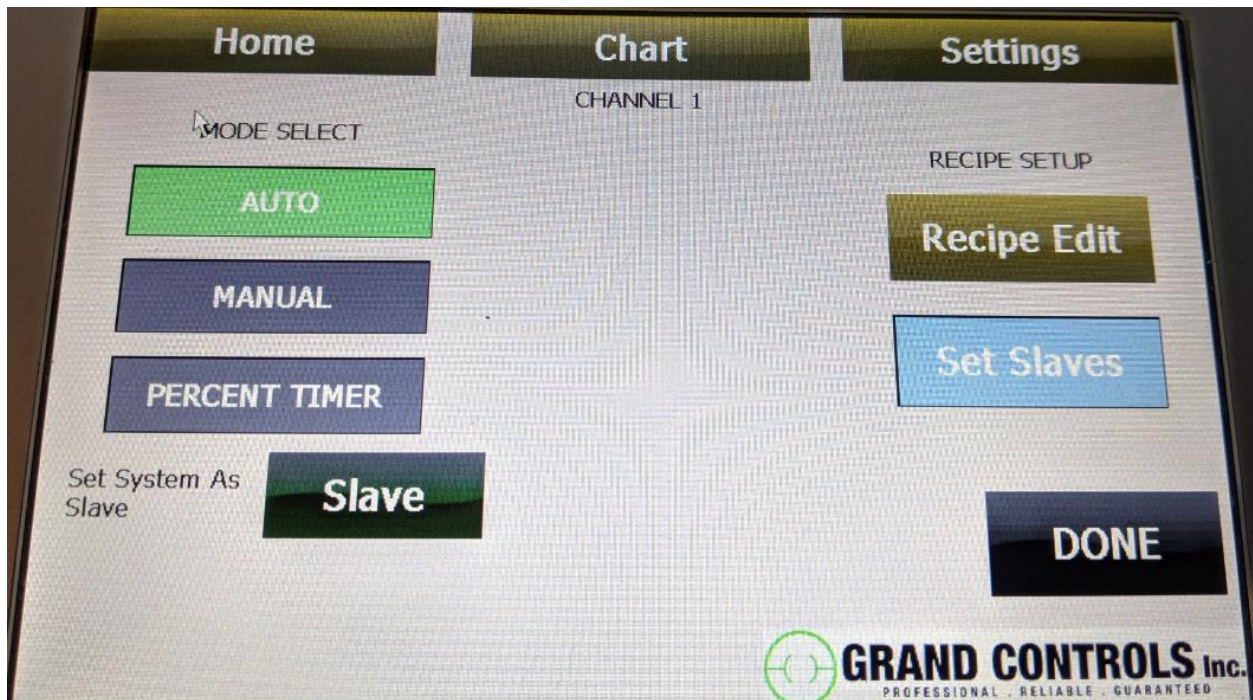 Home
Chart
Settings
CHANNEL 1
MODE SELECT
AUTO
MANUAL
PERCENT TIMER
Set System As
Slave
Slave
RECIPE SETUP
Recipe Edit
Set Slaves
DONE
GRAND CONTROLS Inc.
PROFESSIONAL . RELIABLE . GUARANTEED